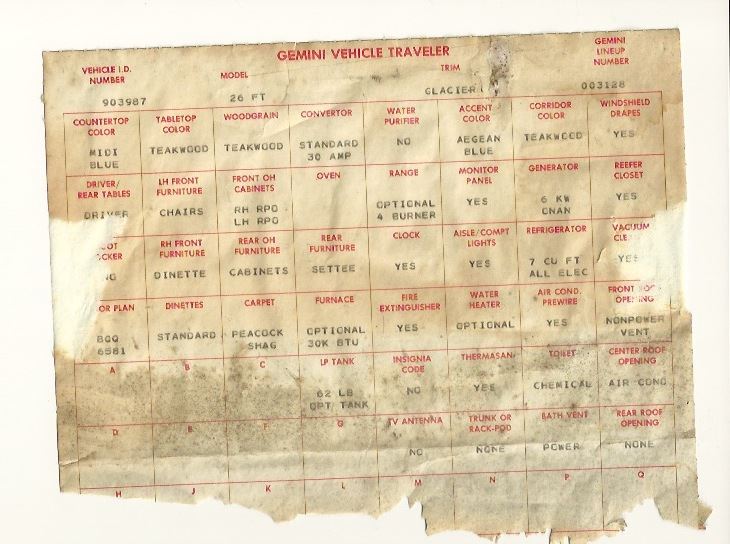 GEMINI VEHICLE TRAVELER
VEHICLE I.D. NUMBER MODEL TRIM GEMINI LINEUP NUMBER
903987 26 FT GLACIER 003128
COUNTERTOP COLOR TABLETOP COLOR WOODGRAIN CONVERTOR WATER PURIFIER ACCENT COLOR CORRIDOR COLOR WINDSHIELD DRAPES
MIDI BLUE TEAKWOOD TEAKWOOD STANDARD 30 AMP NO AEGEAN BLUE TEAKWOOD YES
DRIVER/ REAR TABLES LH FRONT FURNITURE FRONT OH CABINETS OVEN RANGE MONITOR PANEL GENERATOR REEFER CLOSET
DRIVER CHAIRS RH RPO LH RPO OPTIONAL 4 BURNER YES 6 KW ONAN YES
RH FRONT FURNITURE REAR OH FURNITURE REAR FURNITURE CLOCK AISLE/COMPT LIGHTS REFRIGERATOR VACUUM
DINETTE CABINETS SETTEE YES YES 7 CU FT ALL ELEC YES
OR PLAN DINETTES CARPET FURNACE FIRE EXTINGUISHER WATER HEATER AIR COND. PREWIRE FRONT ROOF OPENING
6581 STANDARD PEACOCK SHAG OPTIONAL 30K BTU YES OPTIONAL YES NONPOWER VENT
A B C LP TANK INSIGNIA CODE THERMASAN TOILET CENTER ROOF OPENING
62 LB OPT TANK NO YES CHEMICAL AIR COND
D E F G TV ANTENNA TRUNK OR RACK-POD BATH VENT REAR ROOF OPENING
NO NONE POWER NONE
H J K L M N P Q